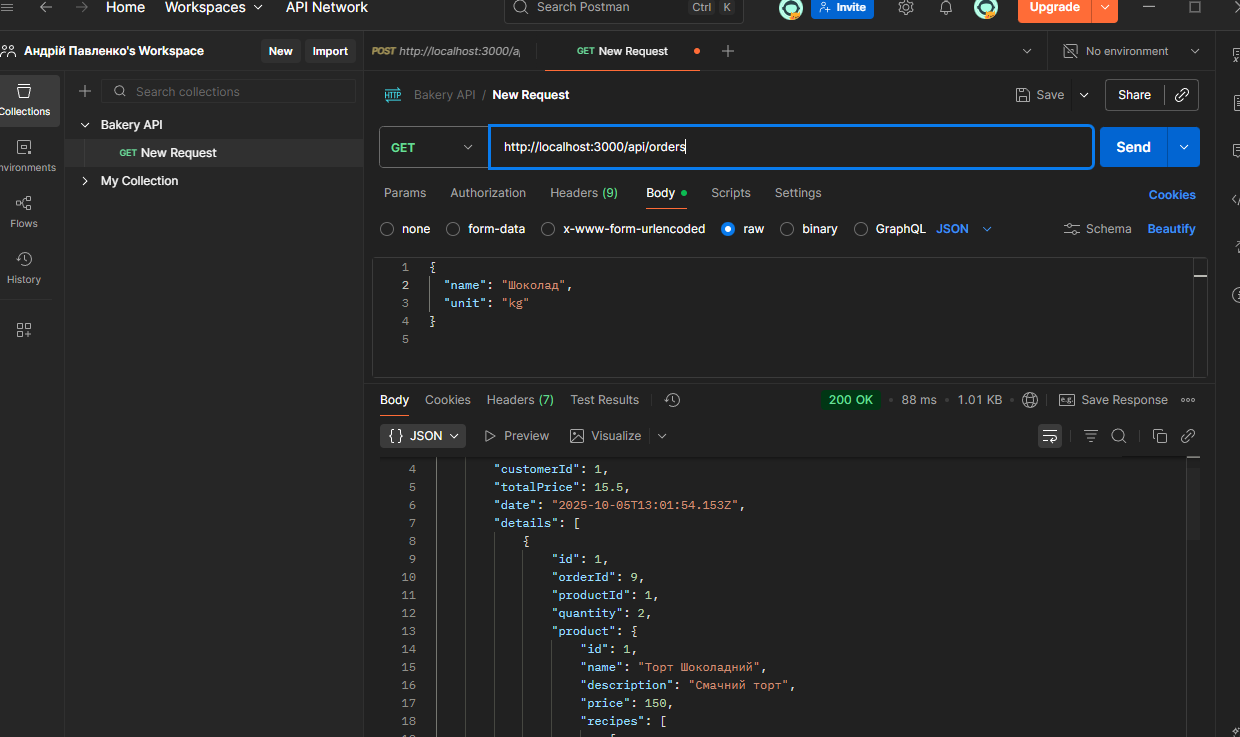 Home Workspaces API Network Search Postman Ctrl K Invite Upgrade
Андрій Павленко's Workspace New Import POST http://localhost:3000/a GET New Request No environment
Collections
Search collections
HTTP Bakery API / New Request Save Share
Bakery API
GET New Request
My Collection
GET http://localhost:3000/api/orders Send
Flows
History
Params Authorization Headers (9) Body Scripts Settings Cookies
none form-data x-www-form-urlencoded raw binary GraphQL JSON Schema Beautify
1 {
2 "name": "Шоколад",
3 "unit": "kg"
4 }
5
Body Cookies Headers (7) Test Results 200 OK 88 ms 1.01 KB e.g. Save Response
{} JSON Preview Visualize
4 "customerId": 1,
5 "totalPrice": 15.5,
6 "date": "2025-10-05T13:01:54.153Z",
7 "details": [
8 {
9 "id": 1,
10 "orderId": 9,
11 "productId": 1,
12 "quantity": 2,
13 "product": {
14 "id": 1,
15 "name": "Торт Шоколадний",
16 "description": "Смачний торт",
17 "price": 150,
18 "recipes": [